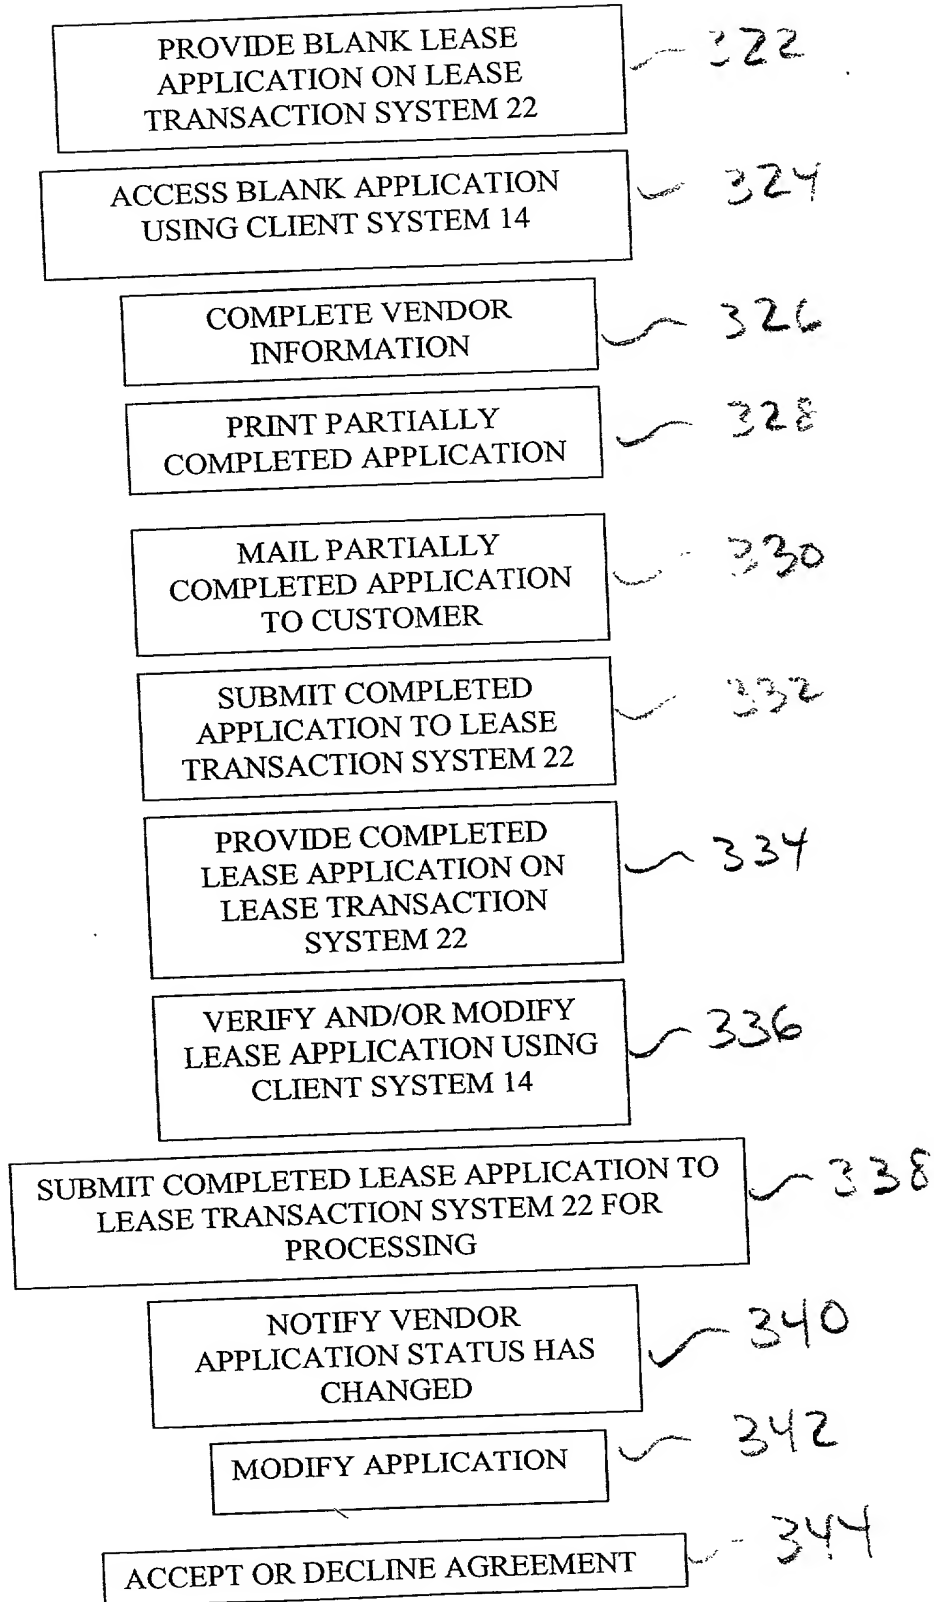 PROVIDE BLANK LEASE
APPLICATION ON LEASE
TRANSACTION SYSTEM 22
322
ACCESS BLANK APPLICATION
USING CLIENT SYSTEM 14
324
COMPLETE VENDOR
INFORMATION
326
PRINT PARTIALLY
COMPLETED APPLICATION
328
MAIL PARTIALLY
COMPLETED APPLICATION
TO CUSTOMER
330
SUBMIT COMPLETED
APPLICATION TO LEASE
TRANSACTION SYSTEM 22
332
PROVIDE COMPLETED
LEASE APPLICATION ON
LEASE TRANSACTION
SYSTEM 22
334
VERIFY AND/OR MODIFY
LEASE APPLICATION USING
CLIENT SYSTEM 14
336
SUBMIT COMPLETED LEASE APPLICATION TO
LEASE TRANSACTION SYSTEM 22 FOR
PROCESSING
338
NOTIFY VENDOR
APPLICATION STATUS HAS
CHANGED
340
MODIFY APPLICATION
342
ACCEPT OR DECLINE AGREEMENT
344